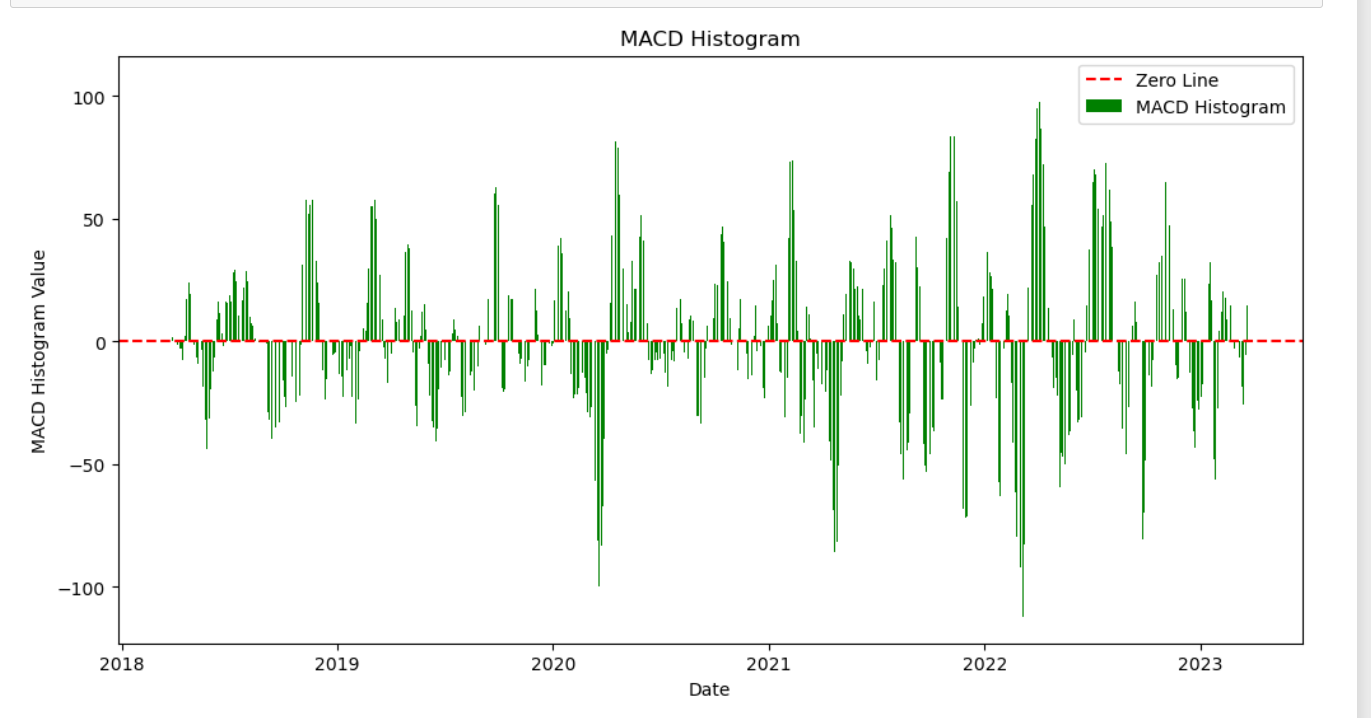 MACD Histogram
Zero Line
MACD Histogram
100
50
0
−50
−100
MACD Histogram Value
2018 2019 2020 2021 2022 2023
Date